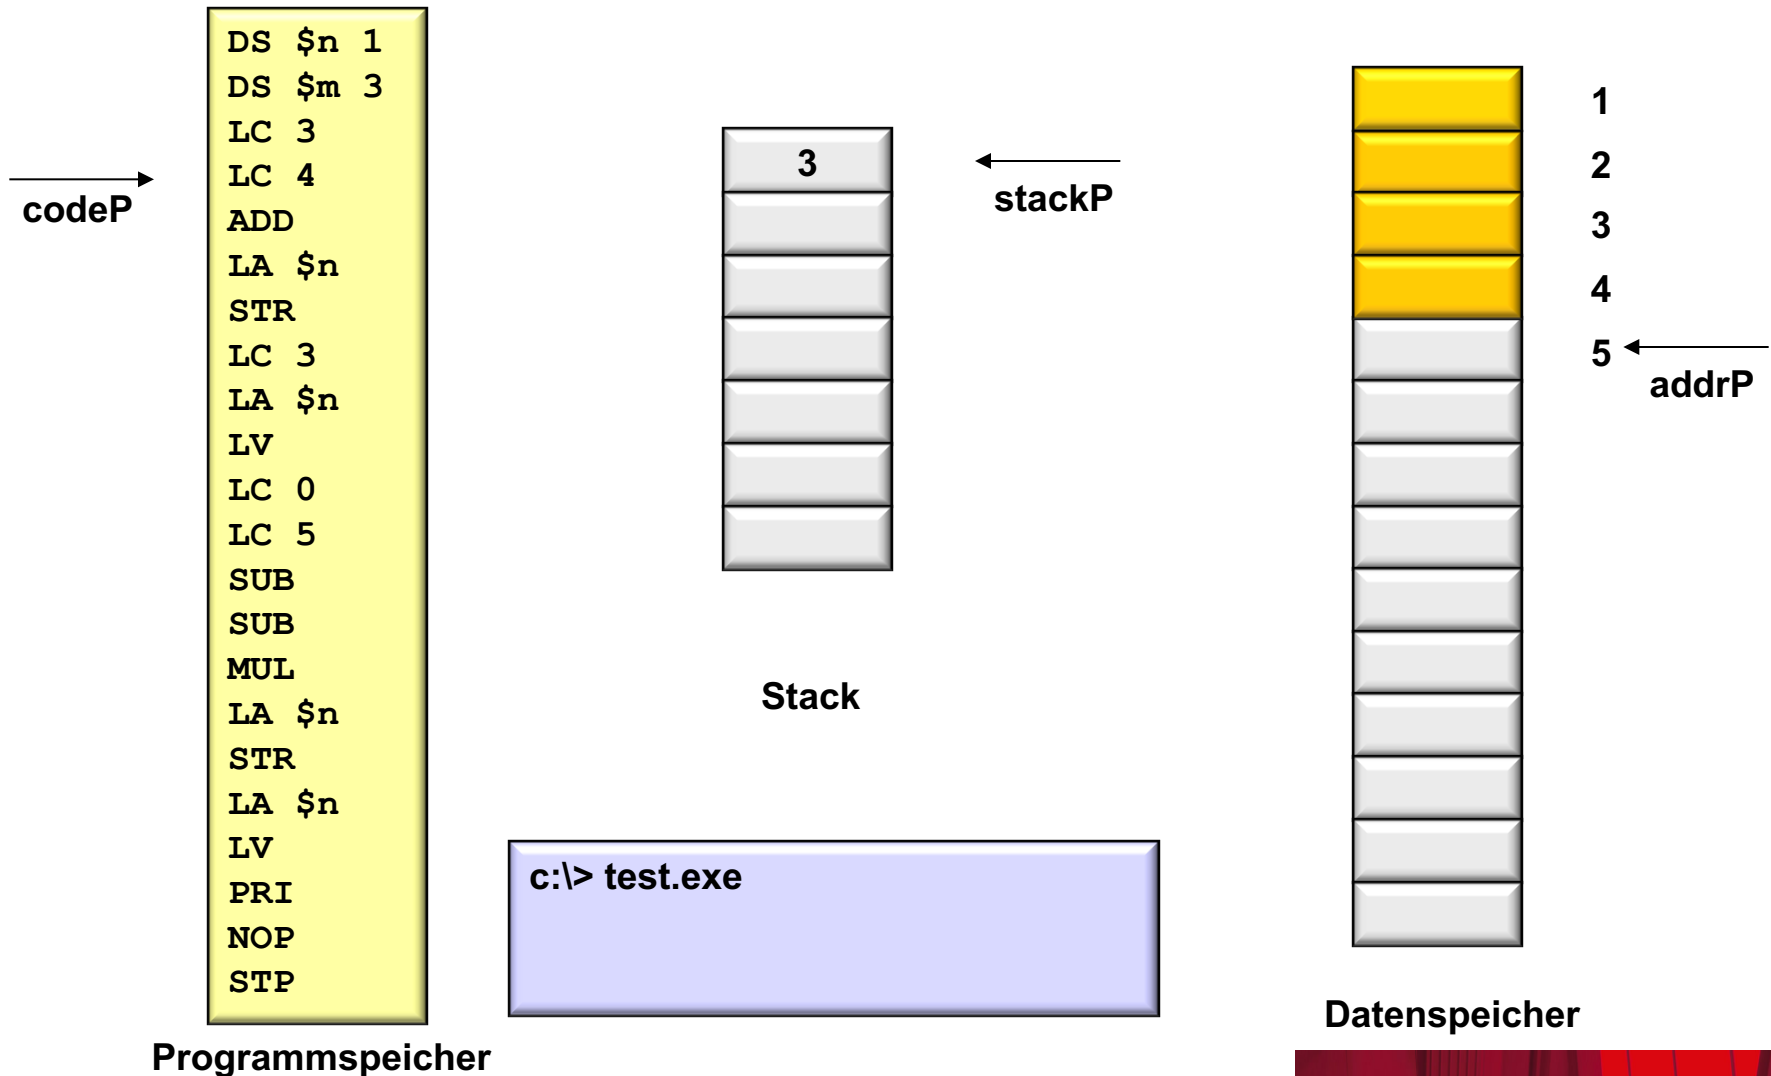 DS $n 1
DS $m 3
LC 3
LC 4
ADD
LA $n
STR
LC 3
LA $n
LV
LC 0
LC 5
SUB
SUB
MUL
LA $n
STR
LA $n
LV
PRI
NOP
STP
codeP
Programmspeicher
3
stackP
Stack
c:\> test.exe
1
2
3
4
5
addrP
Datenspeicher